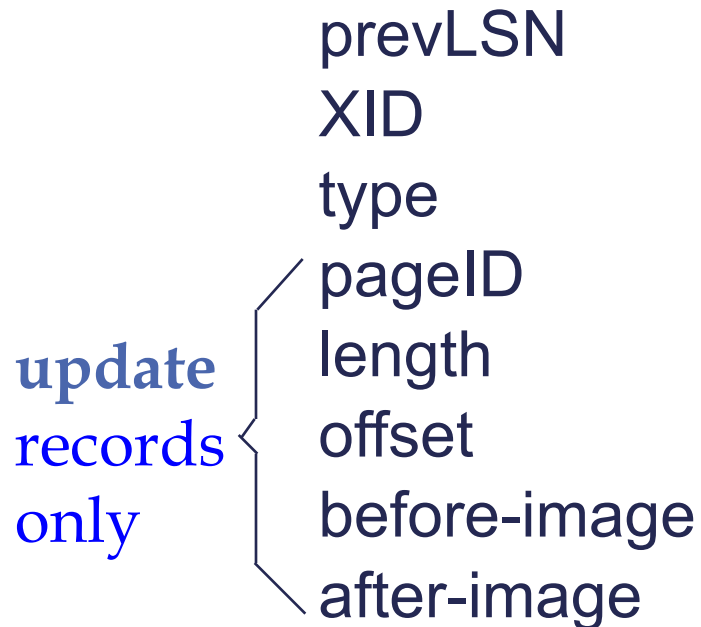 prevLSN
XID
type
pageID
length
offset
before-image
after-image
update
records
only